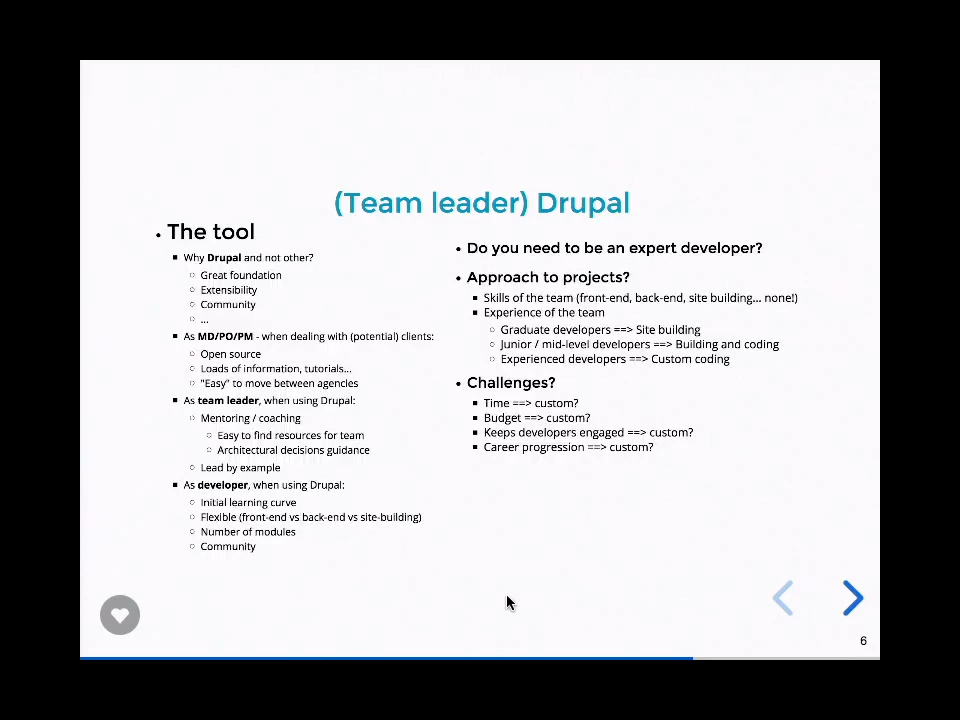 (Team leader) Drupal
The tool
Why Drupal and not other?
Great foundation
Extensibility
Community
...
As MD/PO/PM - when dealing with (potential) clients:
Open source
Loads of information, tutorials...
"Easy" to move between agencies
As team leader, when using Drupal:
Mentoring / coaching
Easy to find resources for team
Architectural decisions guidance
Lead by example
As developer, when using Drupal:
Initial learning curve
Flexible (front-end vs back-end vs site-building)
Number of modules
Community
Do you need to be an expert developer?
Approach to projects?
Skills of the team (front-end, back-end, site building... none!)
Experience of the team
Graduate developers ==> Site building
Junior / mid-level developers ==> Building and coding
Experienced developers ==> Custom coding
Challenges?
Time ==> custom?
Budget ==> custom?
Keeps developers engaged ==> custom?
Career progression ==> custom?
6